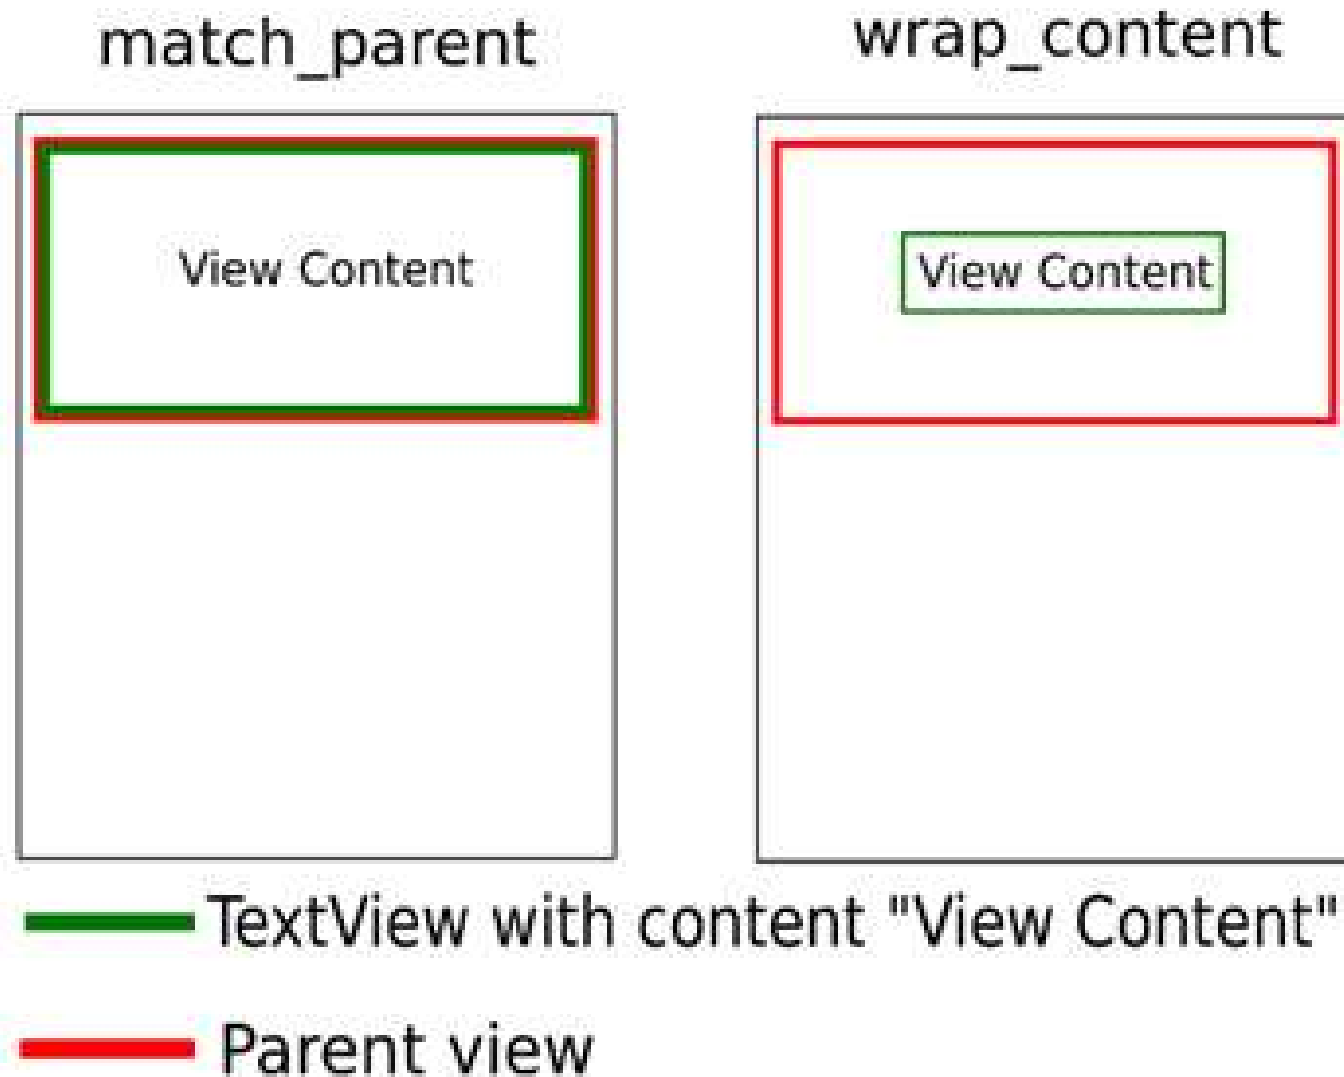 match_parent
wrap_content
View Content
View Content
TextView with content "View Content"
Parent view